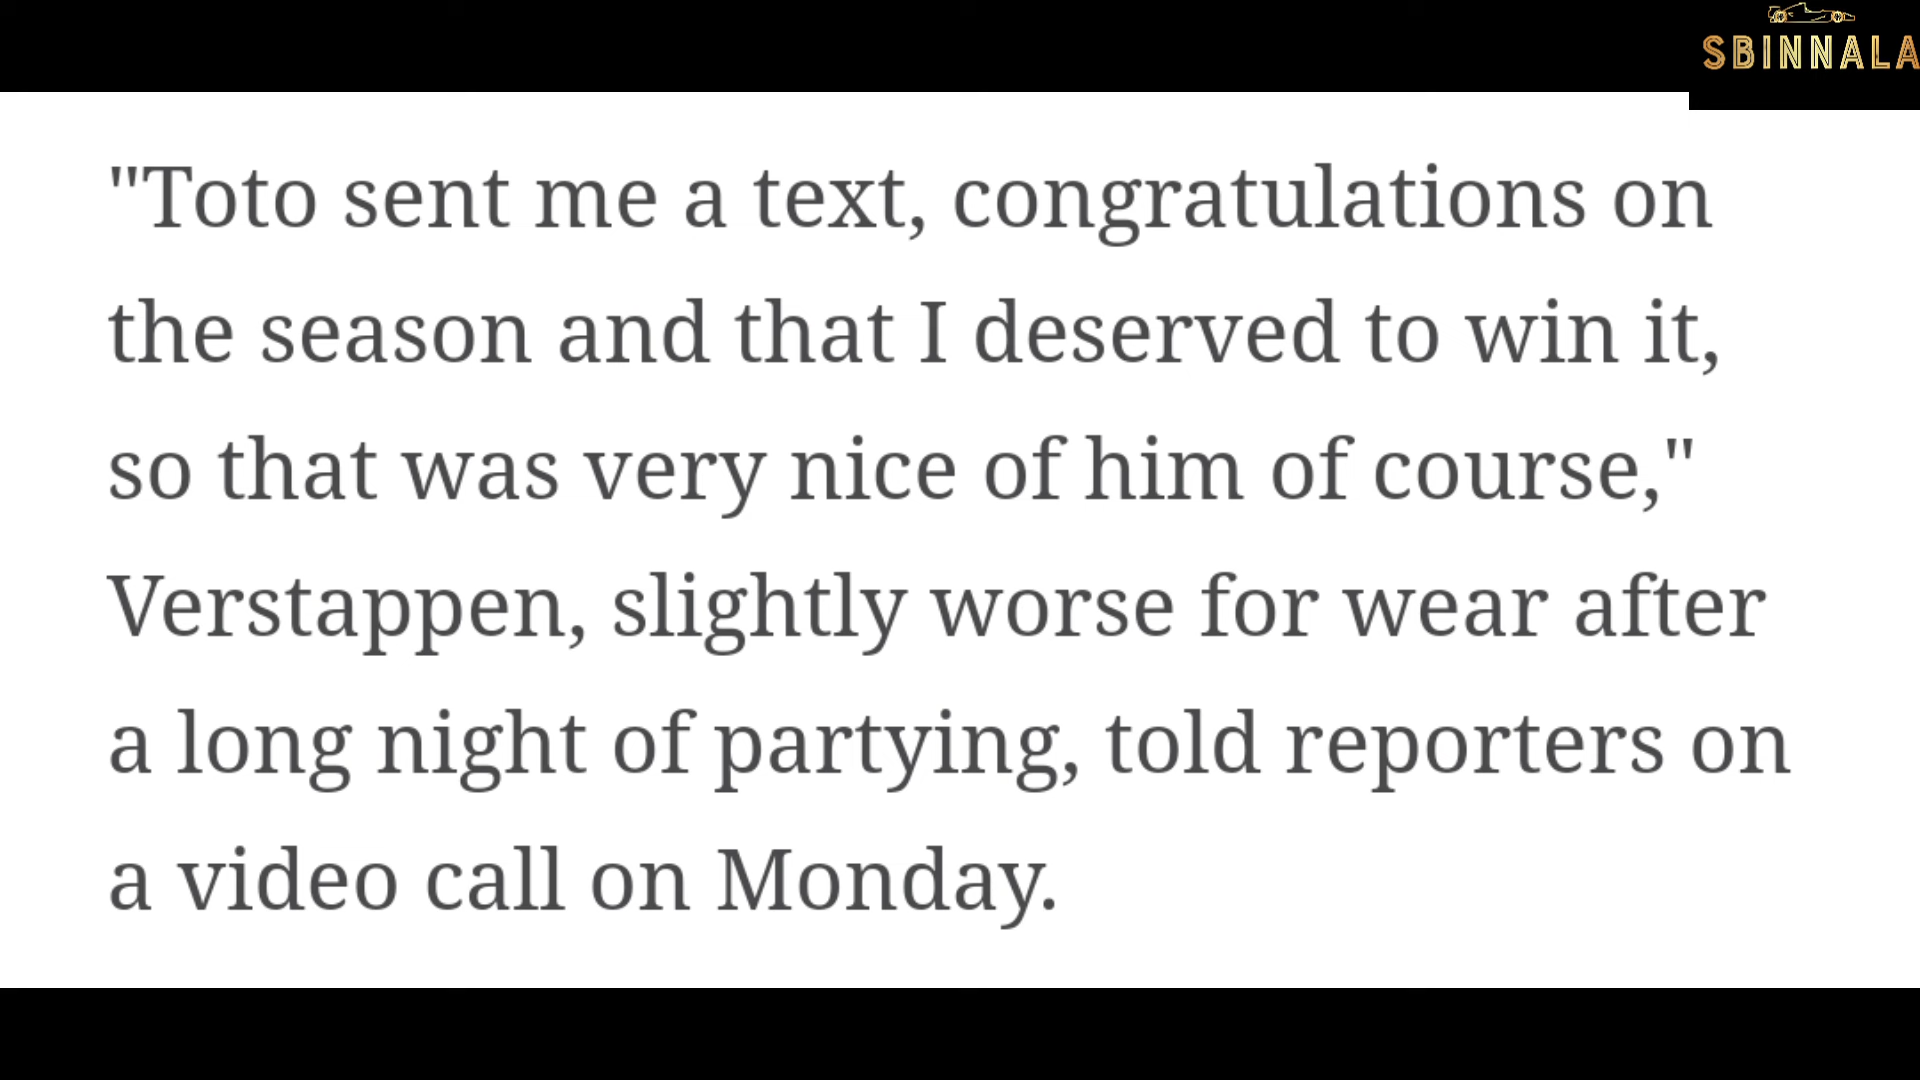 SBINNALA
"Toto sent me a text, congratulations on
the season and that I deserved to win it,
so that was very nice of him of course,"
Verstappen, slightly worse for wear after
a long night of partying, told reporters on
a video call on Monday.